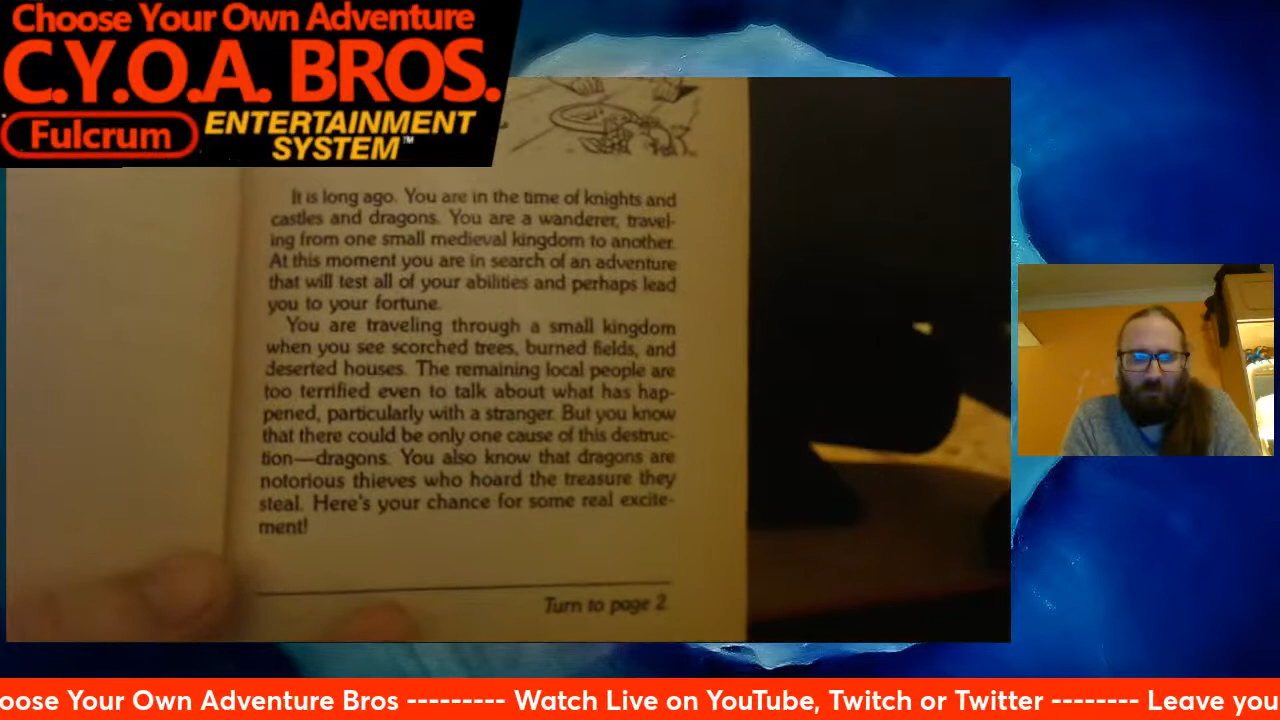 Choose Your Own Adventure
C.Y.O.A. BROS.
Fulcrum
ENTERTAINMENT
SYSTEM™
It is long ago. You are in the time of knights and
castles and dragons. You are a wanderer, travel-
ing from one small medieval kingdom to another.
At this moment you are in search of an adventure
that will test all of your abilities and perhaps lead
you to your fortune.
You are traveling through a small kingdom
when you see scorched trees, burned fields, and
deserted houses. The remaining local people are
too terrified even to talk about what has hap-
pened, particularly with a stranger. But you know
that there could be only one cause of this destruc-
tion—dragons. You also know that dragons are
notorious thieves who hoard the treasure they
steal. Here's your chance for some real excite-
ment!
Turn to page 2
oose Your Own Adventure Bros --------- Watch Live on YouTube, Twitch or Twitter -------- Leave you